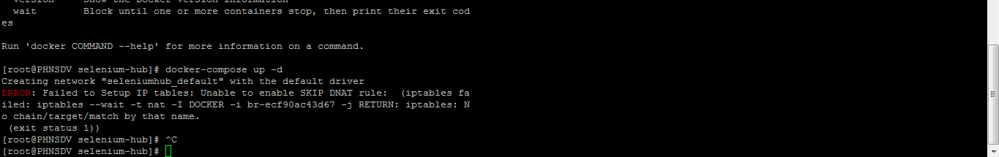 version     Show the Docker version information
  wait        Block until one or more containers stop, then print their exit cod
es

Run 'docker COMMAND --help' for more information on a command.

[root@PHNSDV selenium-hub]# docker-compose up -d
Creating network "seleniumhub_default" with the default driver
ERROR: Failed to Setup IP tables: Unable to enable SKIP DNAT rule:  (iptables fa
iled: iptables --wait -t nat -I DOCKER -i br-ecf90ac43d67 -j RETURN: iptables: N
o chain/target/match by that name.
 (exit status 1))
[root@PHNSDV selenium-hub]# ^C
[root@PHNSDV selenium-hub]#